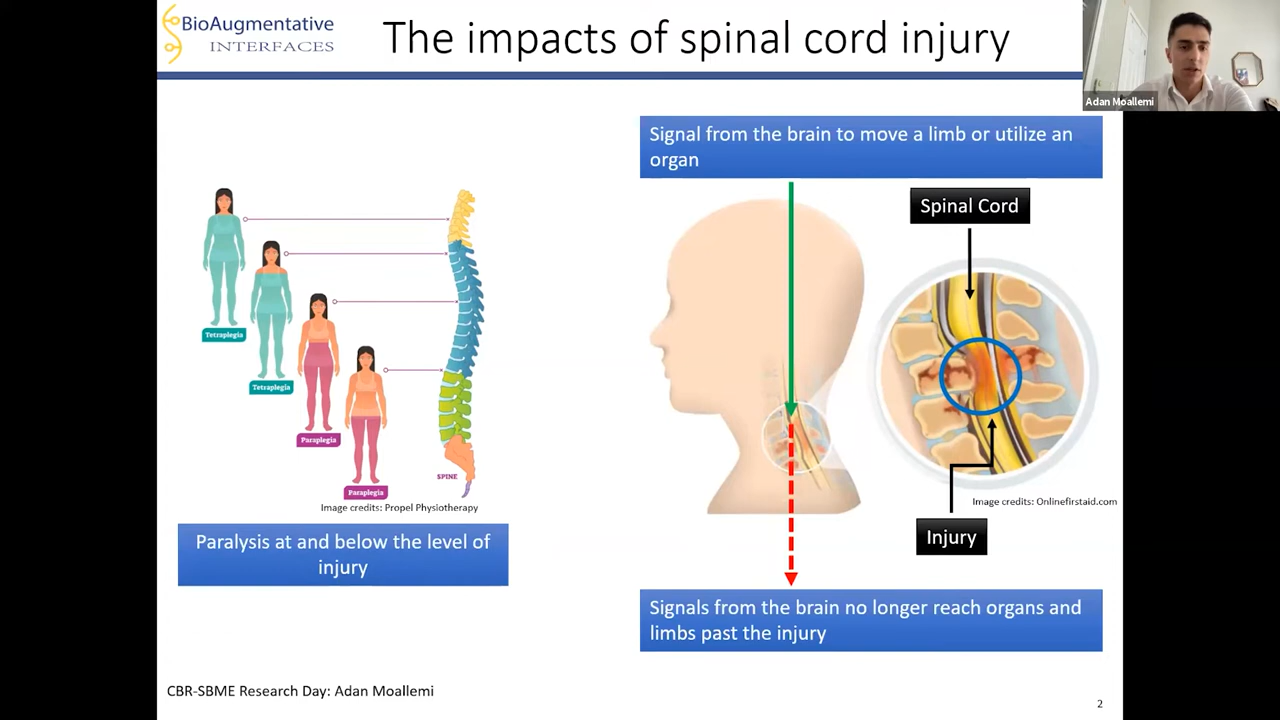 BioAugmentative
INTERFACES
The impacts of spinal cord injury
Adan Moallemi
Signal from the brain to move a limb or utilize an
organ
Spinal Cord
Tetraplegia
Tetraplegia
Paraplegia
Paraplegia
SPINE
Image credits: Propel Physiotherapy
Image credits: Onlinefirstaid.com
Injury
Paralysis at and below the level of
injury
Signals from the brain no longer reach organs and
limbs past the injury
CBR-SBME Research Day: Adan Moallemi
2